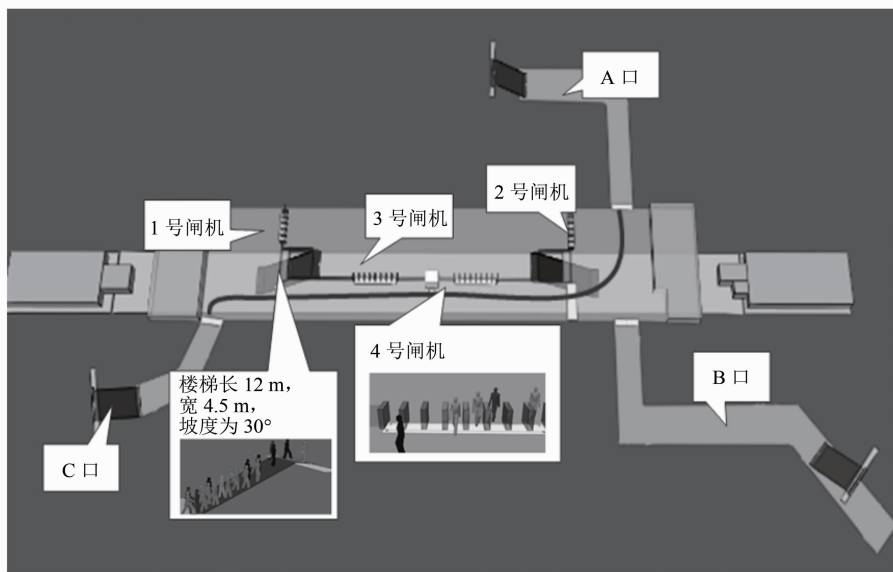 A 口
2 号闸机
3 号闸机
1 号闸机
4 号闸机
楼梯长 12 m，
宽 4.5 m，
坡度为 30°
B 口
C 口